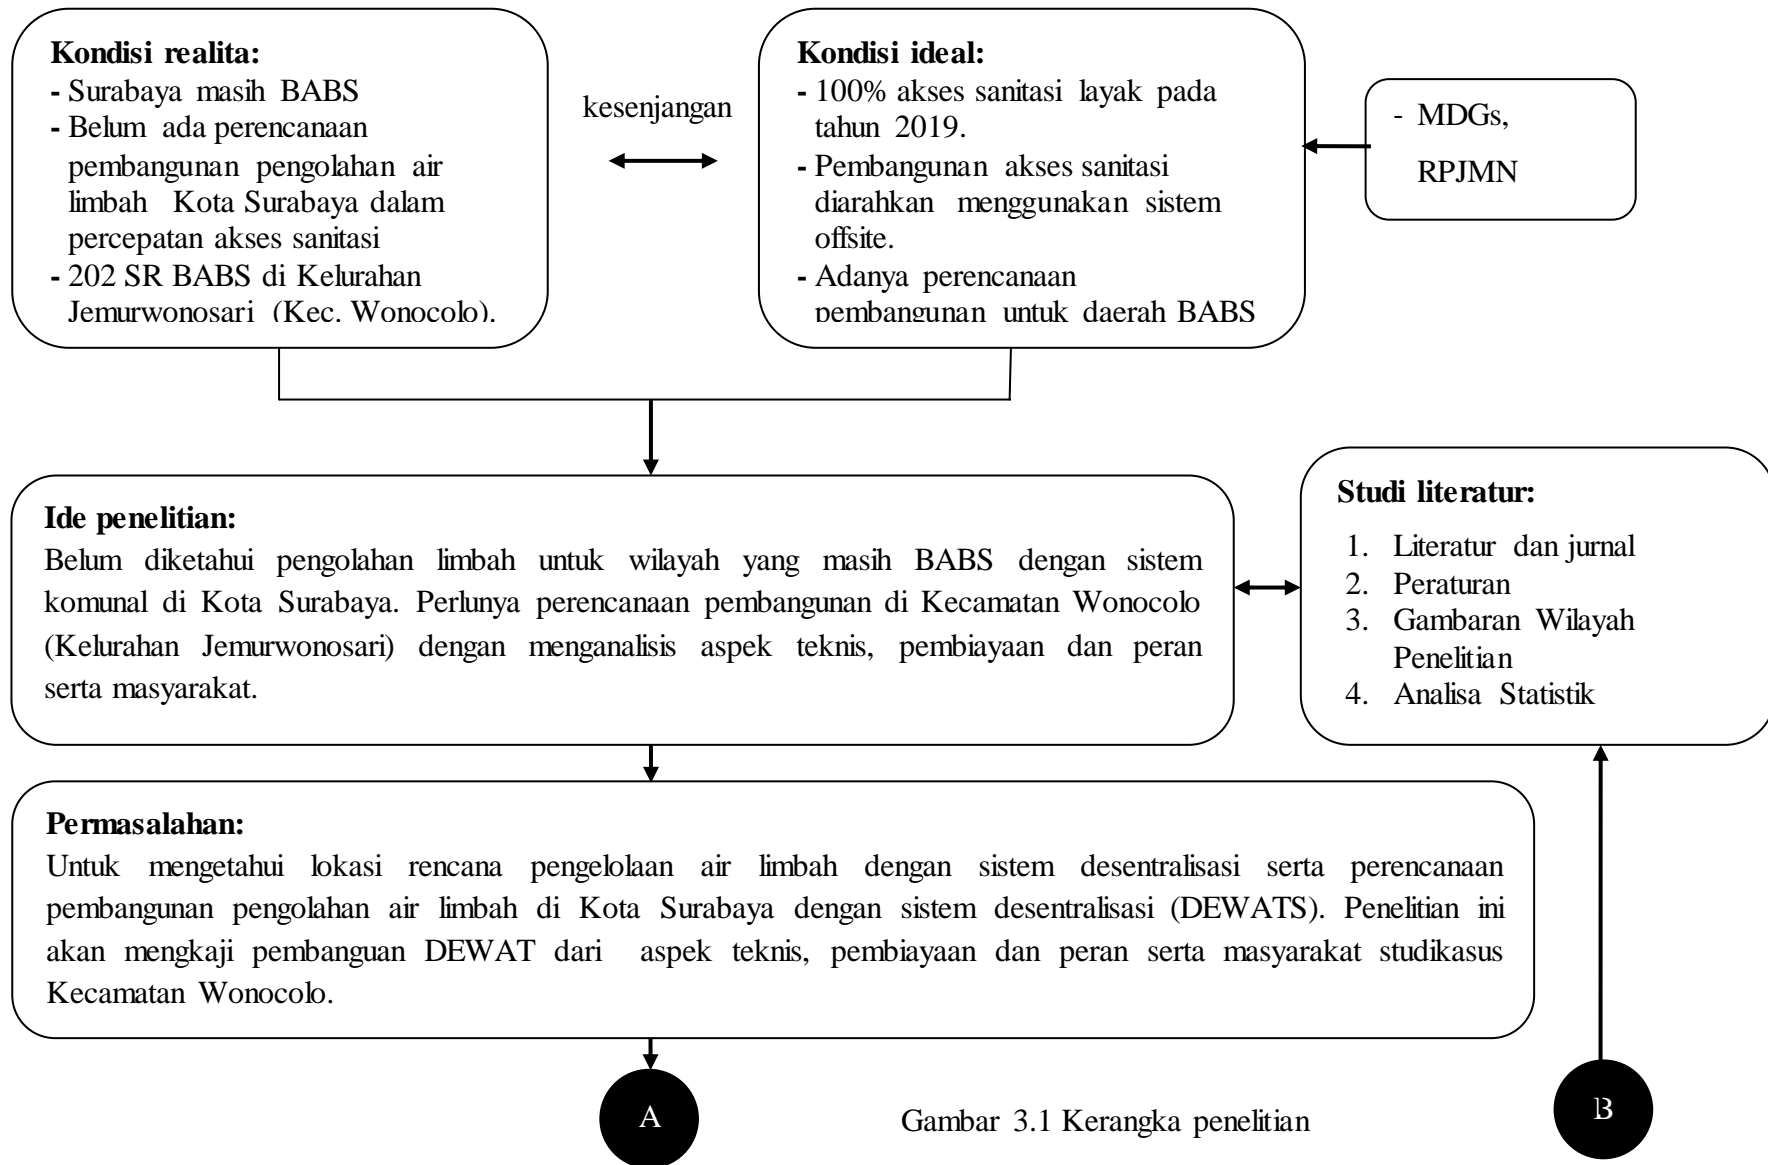 Kondisi realita:
- Surabaya masih BABS
- Belum ada perencanaan
pembangunan pengolahan air
limbah Kota Surabaya dalam
percepatan akses sanitasi
- 202 SR BABS di Kelurahan
Jemurwonosari (Kec. Wonocolo).
kesenjangan
Kondisi ideal:
- 100% akses sanitasi layak pada
tahun 2019.
- Pembangunan akses sanitasi
diarahkan menggunakan sistem
offsite.
- Adanya perencanaan
pembangunan untuk daerah BABS
- MDGs,
RPJMN
Ide penelitian:
Belum diketahui pengolahan limbah untuk wilayah yang masih BABS dengan sistem
komunal di Kota Surabaya. Perlunya perencanaan pembangunan di Kecamatan Wonocolo
(Kelurahan Jemurwonosari) dengan menganalisis aspek teknis, pembiayaan dan peran
serta masyarakat.
Studi literatur:
1. Literatur dan jurnal
2. Peraturan
3. Gambaran Wilayah
Penelitian
4. Analisa Statistik
Permasalahan:
Untuk mengetahui lokasi rencana pengelolaan air limbah dengan sistem desentralisasi serta perencanaan
pembangunan pengolahan air limbah di Kota Surabaya dengan sistem desentralisasi (DEWATS). Penelitian ini
akan mengkaji pembanguan DEWAT dari aspek teknis, pembiayaan dan peran serta masyarakat studikasus
Kecamatan Wonocolo.
A
Gambar 3.1 Kerangka penelitian
B